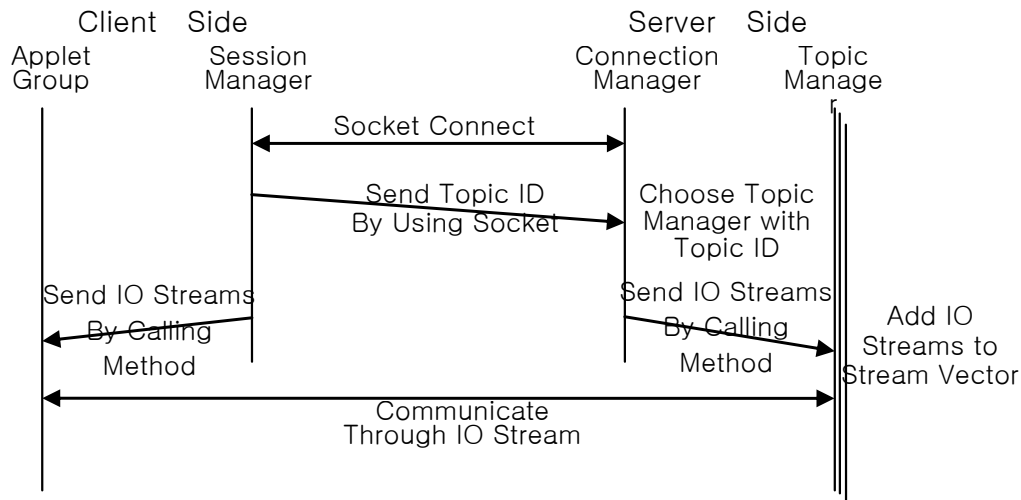 Client Side
Server Side
Applet
Group
Session
Manager
Connection
Manager
Topic
Manage
r
Socket Connect
Send Topic ID
By Using Socket
Choose Topic
Manager with
Topic ID
Send IO Streams
By Calling
Method
Send IO Streams
By Calling
Method
Add IO
Streams to
Stream Vector
Communicate
Through IO Stream